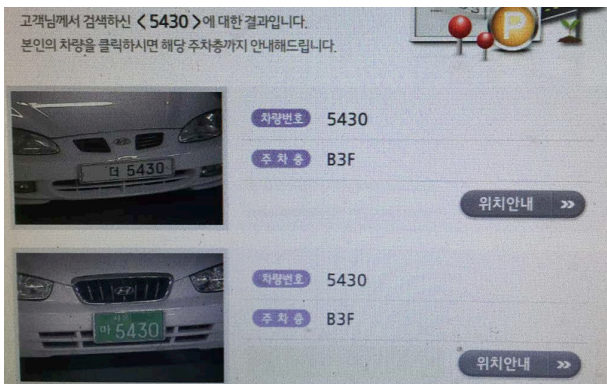 고객님께서 검색하신 <5430>에 대한 결과입니다.
본인의 차량을 클릭하시면 해당 주차층까지 안내해드립니다.
P
더 5430
차량번호 5430
주 차 층 B3F
위치안내 >>
마 5430
차량번호 5430
주 차 층 B3F
위치안내 >>